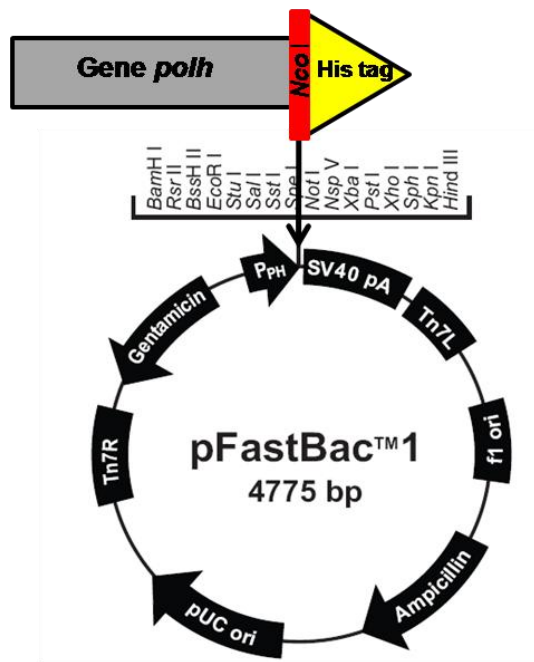 Gene polh
Nco I
His tag
BamH I
Rsr II
BssH II
EcoR I
Stu I
Sal I
Sst I
Spe I
Not I
Nsp V
Xba I
Pst I
Xho I
Sph I
Kpn I
Hind III
PPH
SV40 pA
Tn7L
f1 ori
Ampicillin
pUC ori
Tn7R
Gentamicin
pFastBac™1
4775 bp